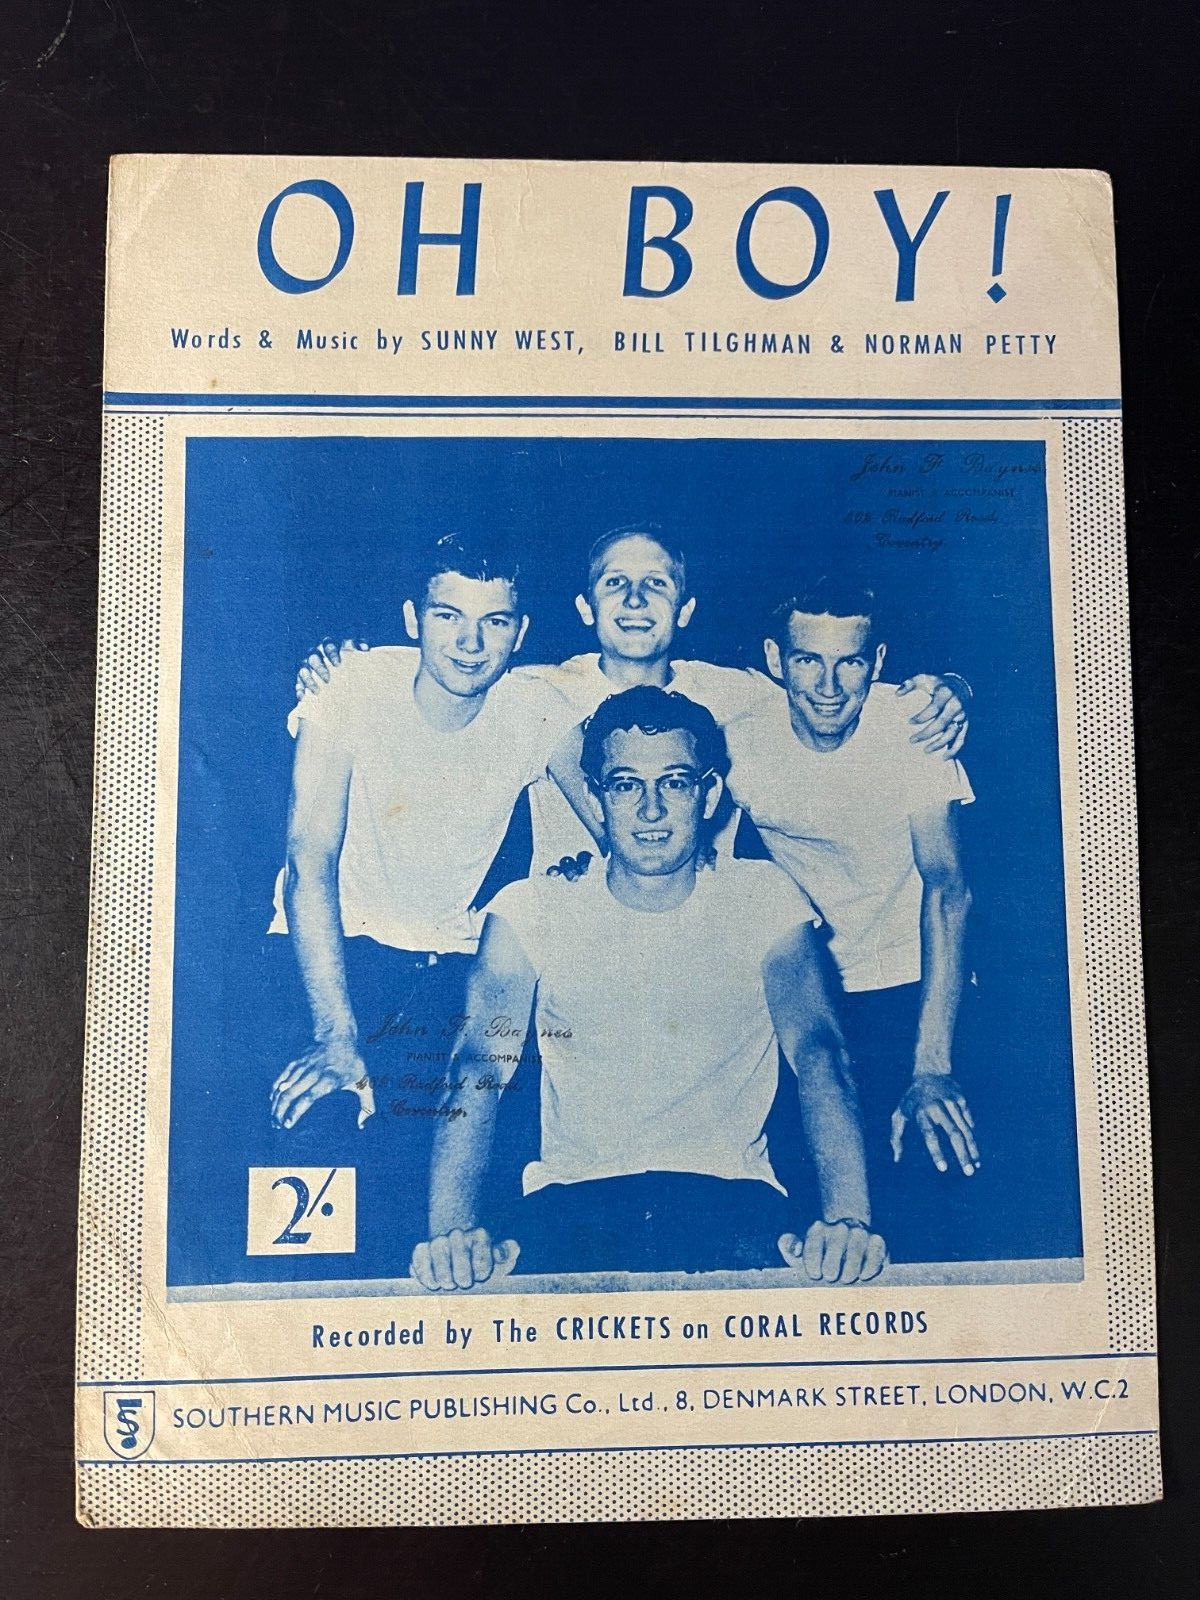 OH BOY!
Words & Music by SUNNY WEST, BILL TILGHMAN & NORMAN PETTY
John F Baynes
PIANIST & ACCOMPANIST
Radford Road,
Coventry.
John F. Baynes
PIANIST & ACCOMPANIST
Radford Road,
Coventry.
2/-
Recorded by The CRICKETS on CORAL RECORDS
SOUTHERN MUSIC PUBLISHING Co., Ltd., 8, DENMARK STREET, LONDON, W.C.2